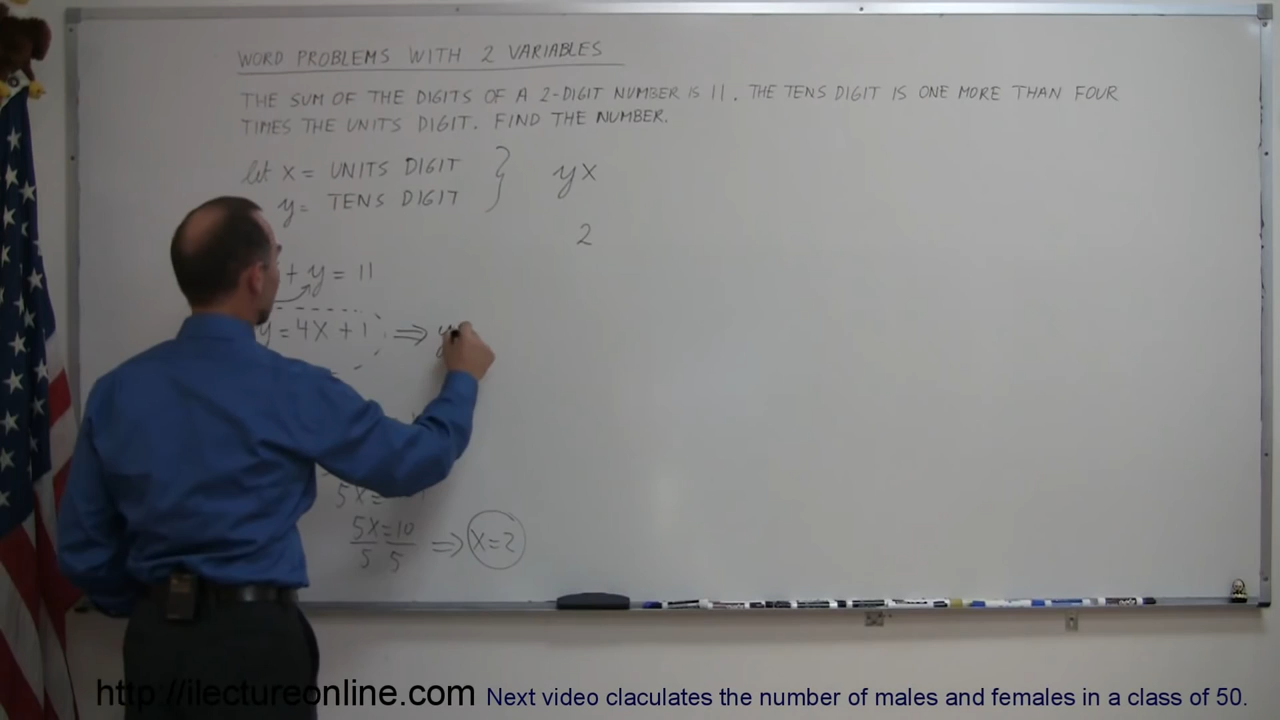 WORD PROBLEMS WITH 2 VARIABLES
THE SUM OF THE DIGITS OF A 2-DIGIT NUMBER IS 11. THE TENS DIGIT IS ONE MORE THAN FOUR
TIMES THE UNITS DIGIT. FIND THE NUMBER.
let x = UNITS DIGIT } yx
y = TENS DIGIT
2
+ y = 11
y = 4x + 1 ⇒ y
5x =
5x = 10
5 5
⇒ x = 2
http://ilectureonline.com Next video claculates the number of males and females in a class of 50.